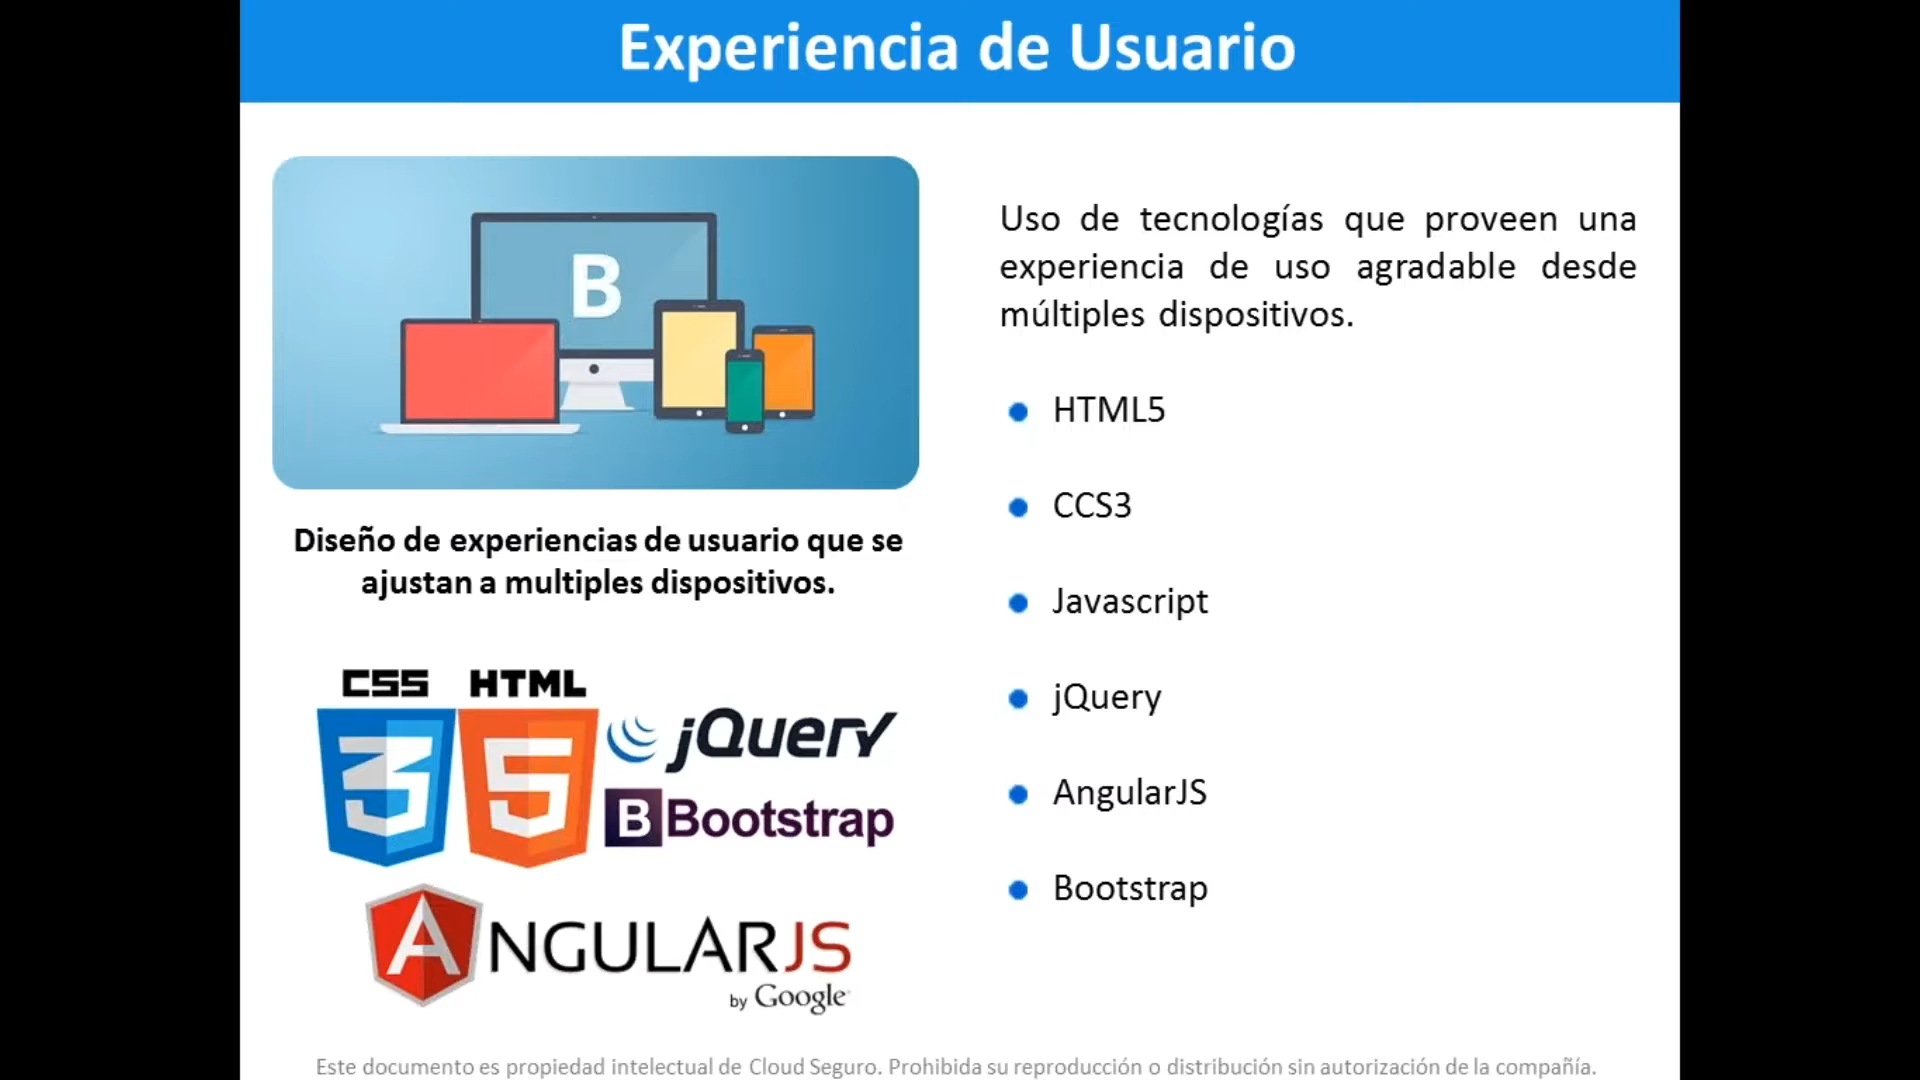 Experiencia de Usuario
B
Uso de tecnologías que proveen una
experiencia de uso agradable desde
múltiples dispositivos.
HTML5
CCS3
Javascript
jQuery
AngularJS
Bootstrap
Diseño de experiencias de usuario que se
ajustan a multiples dispositivos.
CSS HTML
3 5
jQuery
B Bootstrap
ANGULARJS
by Google
Este documento es propiedad intelectual de Cloud Seguro. Prohibida su reproducción o distribución sin autorización de la compañía.